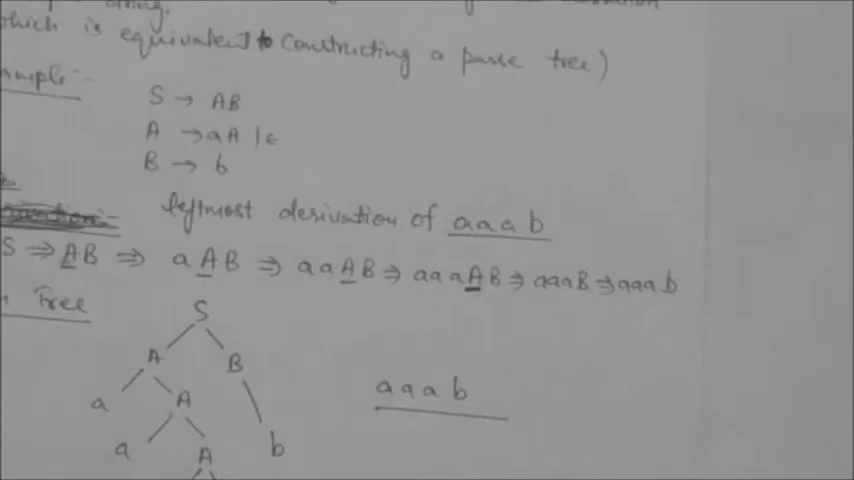 which is equivalent to Constructing a parse tree)
ample:-
S → AB
A → aA | ϵ
B → b
leftmost derivation of aaab
S ⇒ AB ⇒ aAB ⇒ aaAB ⇒ aaaAB ⇒ aaaB ⇒ aaab
Tree
S
A B
a A
aaab
a A b